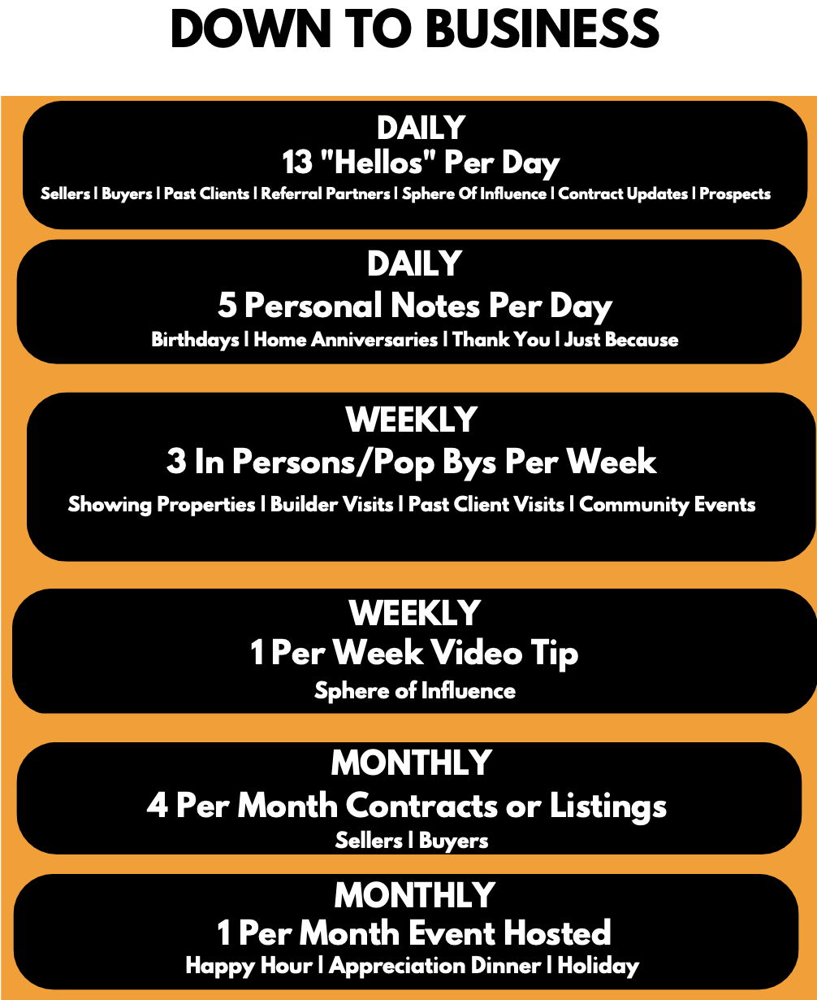 DOWN TO BUSINESS
DAILY
13 "Hellos" Per Day
Sellers | Buyers | Past Clients | Referral Partners | Sphere Of Influence | Contract Updates | Prospects
DAILY
5 Personal Notes Per Day
Birthdays | Home Anniversaries | Thank You | Just Because
WEEKLY
3 In Persons/Pop Bys Per Week
Showing Properties | Builder Visits | Past Client Visits | Community Events
WEEKLY
1 Per Week Video Tip
Sphere of Influence
MONTHLY
4 Per Month Contracts or Listings
Sellers | Buyers
MONTHLY
1 Per Month Event Hosted
Happy Hour | Appreciation Dinner | Holiday